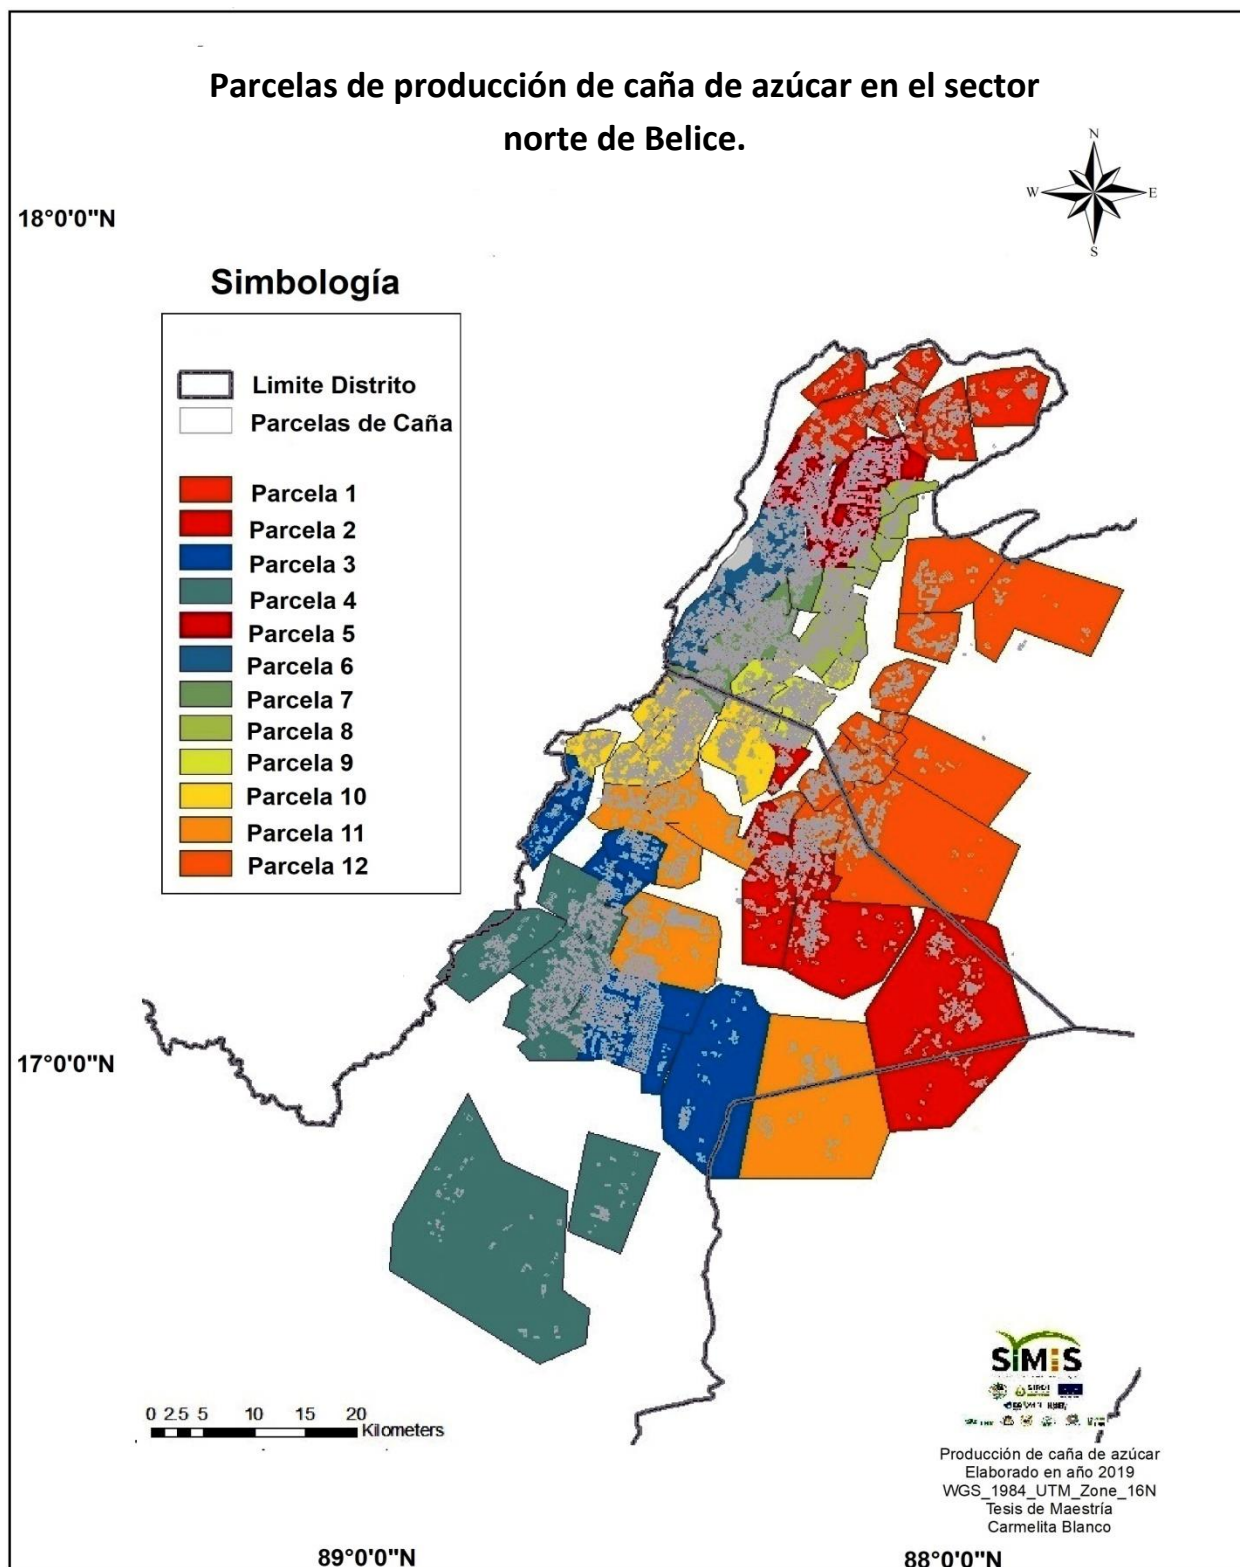 Parcelas de producción de caña de azúcar en el sector
norte de Belice.
N
W
E
S
18°0'0"N
Simbología
Limite Distrito
Parcelas de Caña
Parcela 1
Parcela 2
Parcela 3
Parcela 4
Parcela 5
Parcela 6
Parcela 7
Parcela 8
Parcela 9
Parcela 10
Parcela 11
Parcela 12
17°0'0"N
0 2.5 5 10 15 20
Kilometers
SIMIS
Producción de caña de azúcar
Elaborado en año 2019
WGS_1984_UTM_Zone_16N
Tesis de Maestría
Carmelita Blanco
89°0'0"N
88°0'0"N